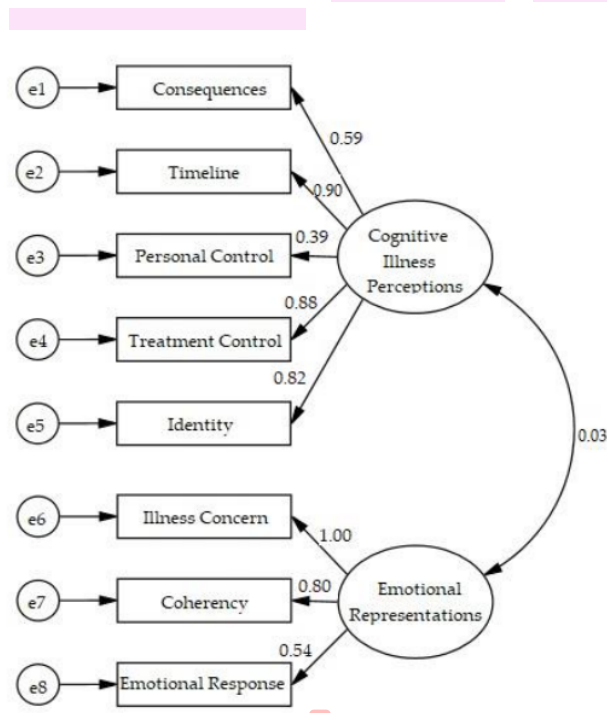 e1
Consequences
0.59
e2
Timeline
0.90
e3
Personal Control
0.39
Cognitive
Illness
Perceptions
e4
Treatment Control
0.88
0.82
e5
Identity
0.03
e6
Illness Concern
1.00
e7
Coherency
0.80
Emotional
Representations
0.54
e8
Emotional Response